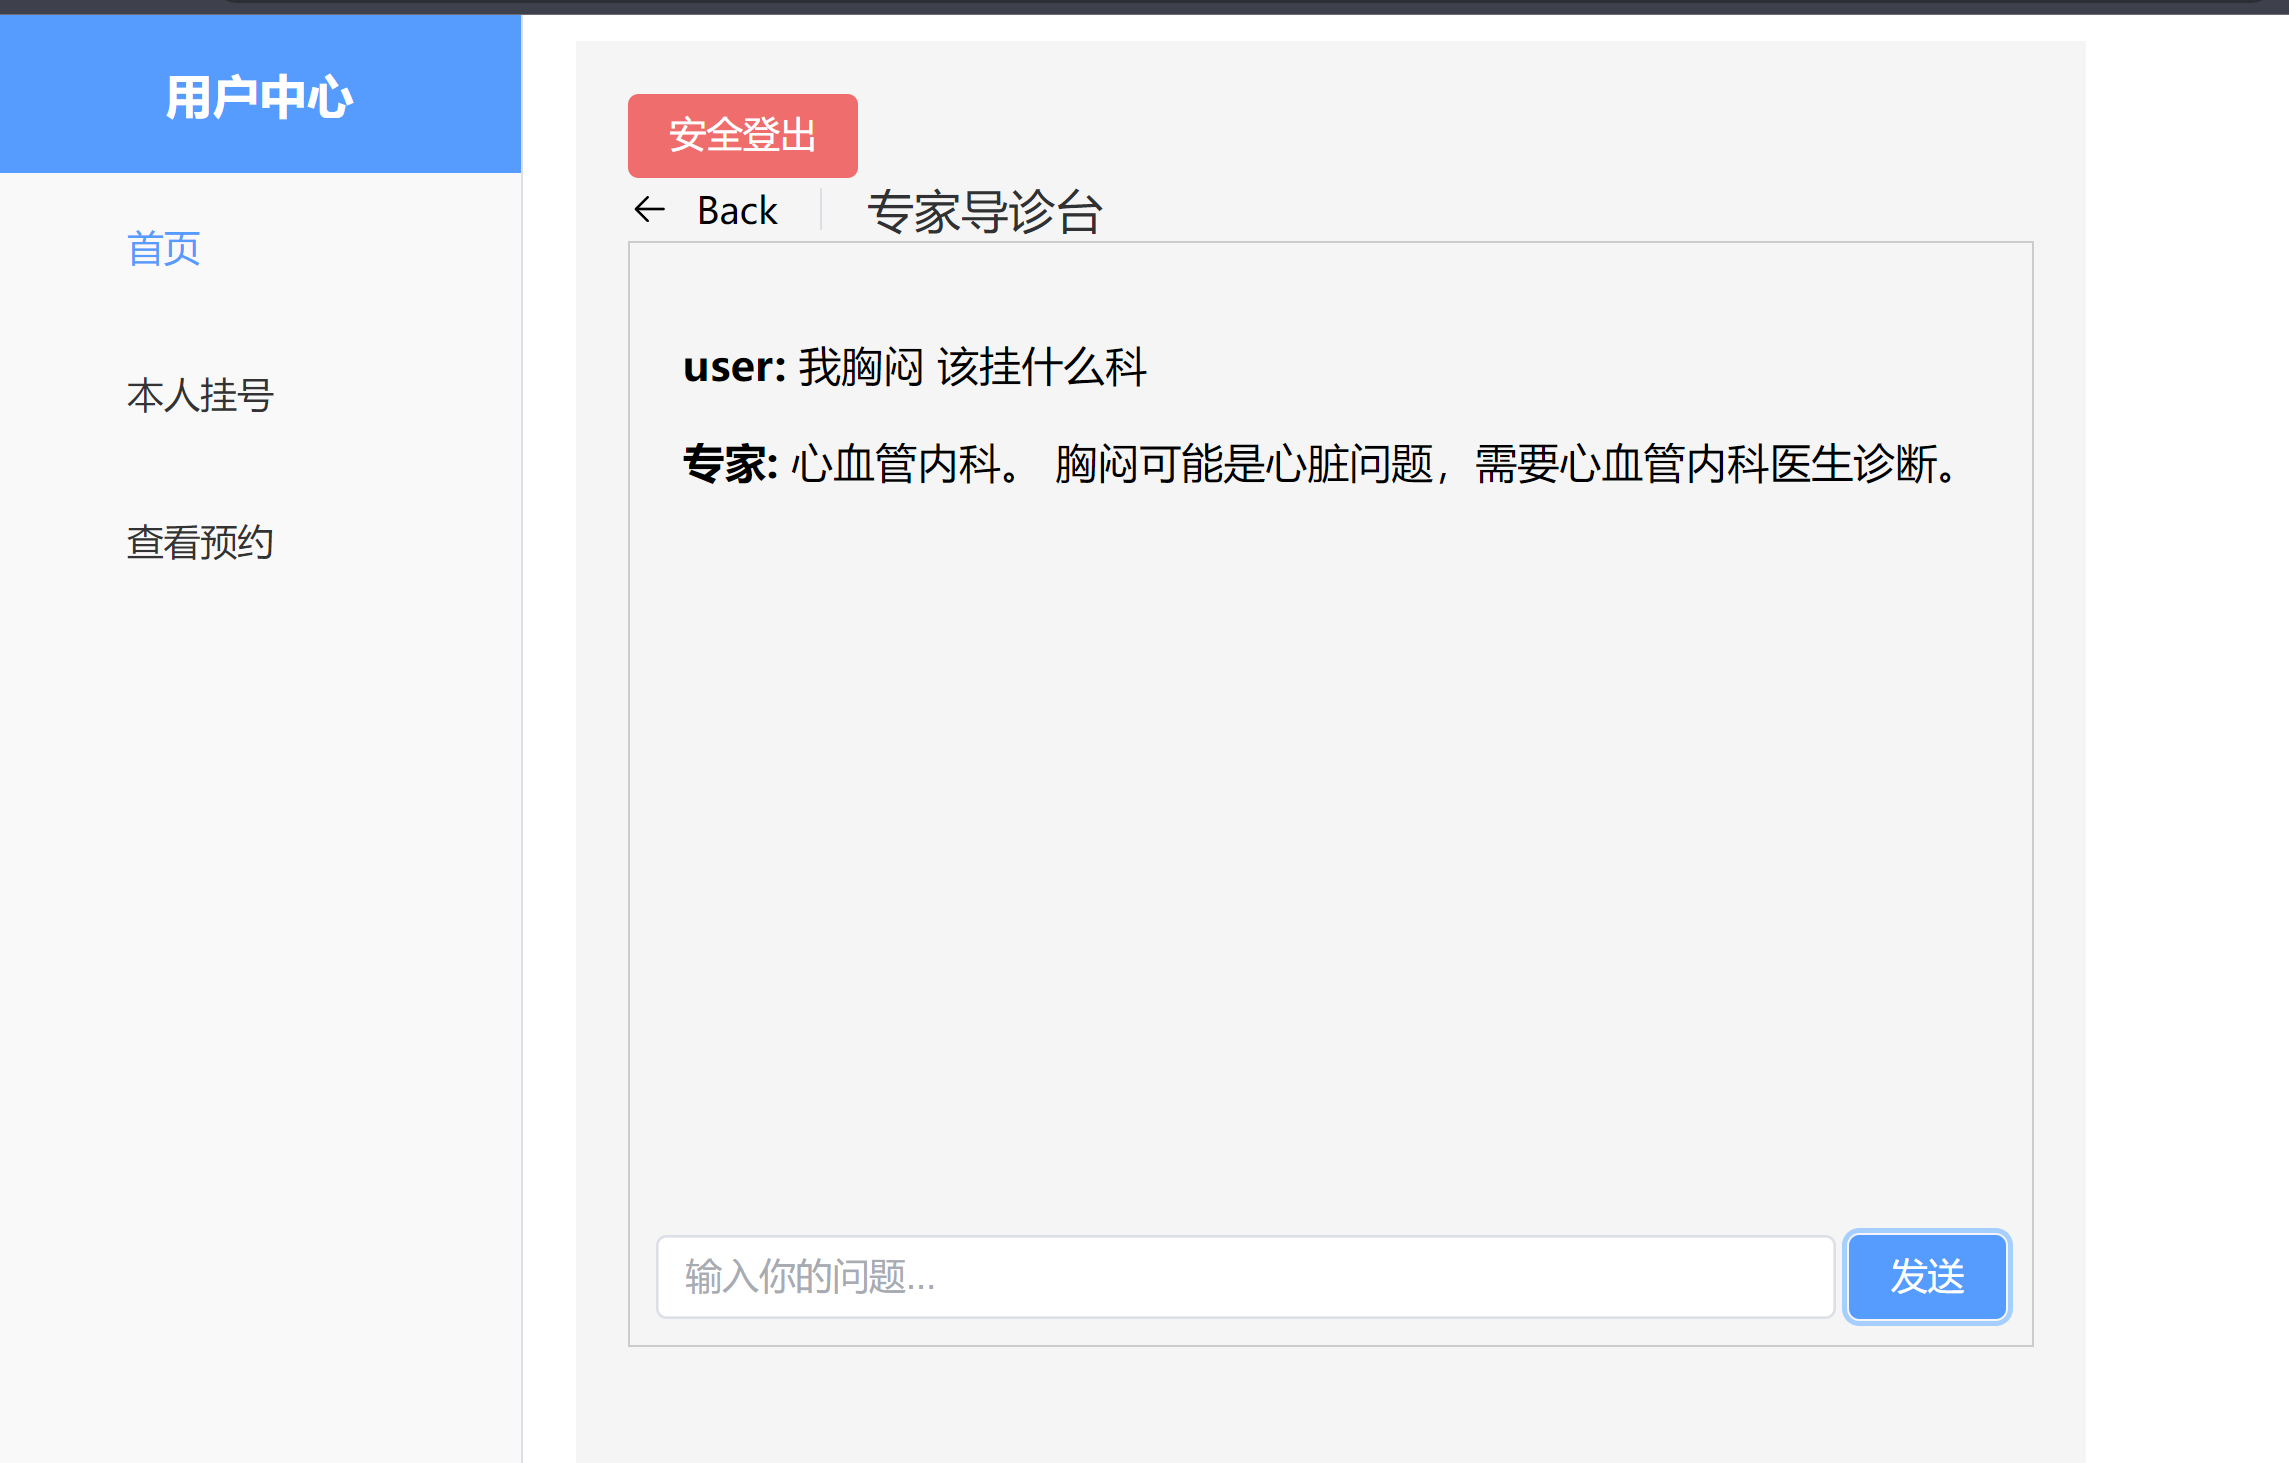 用户中心
首页
本人挂号
查看预约
安全登出
Back
专家导诊台
user: 我胸闷 该挂什么科
专家: 心血管内科。 胸闷可能是心脏问题，需要心血管内科医生诊断。
输入你的问题...
发送